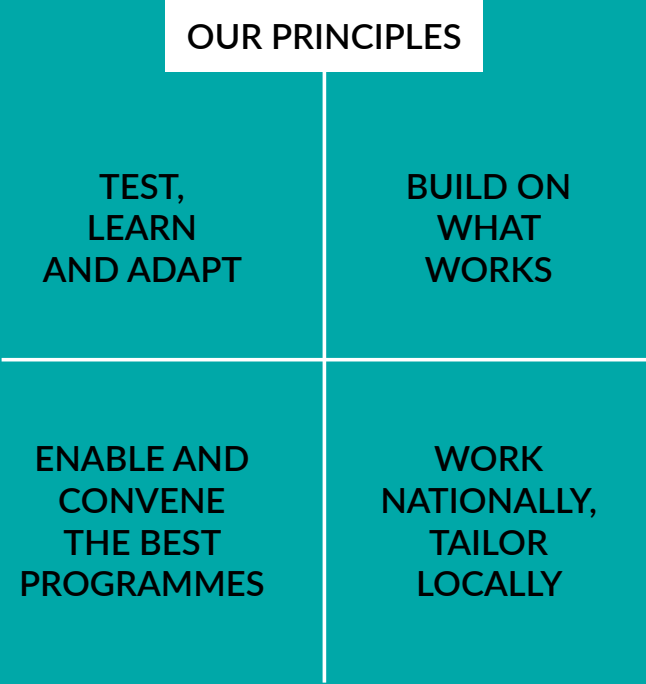 OUR PRINCIPLES
TEST,
LEARN
AND ADAPT
BUILD ON
WHAT
WORKS
ENABLE AND
CONVENE
THE BEST
PROGRAMMES
WORK
NATIONALLY,
TAILOR
LOCALLY